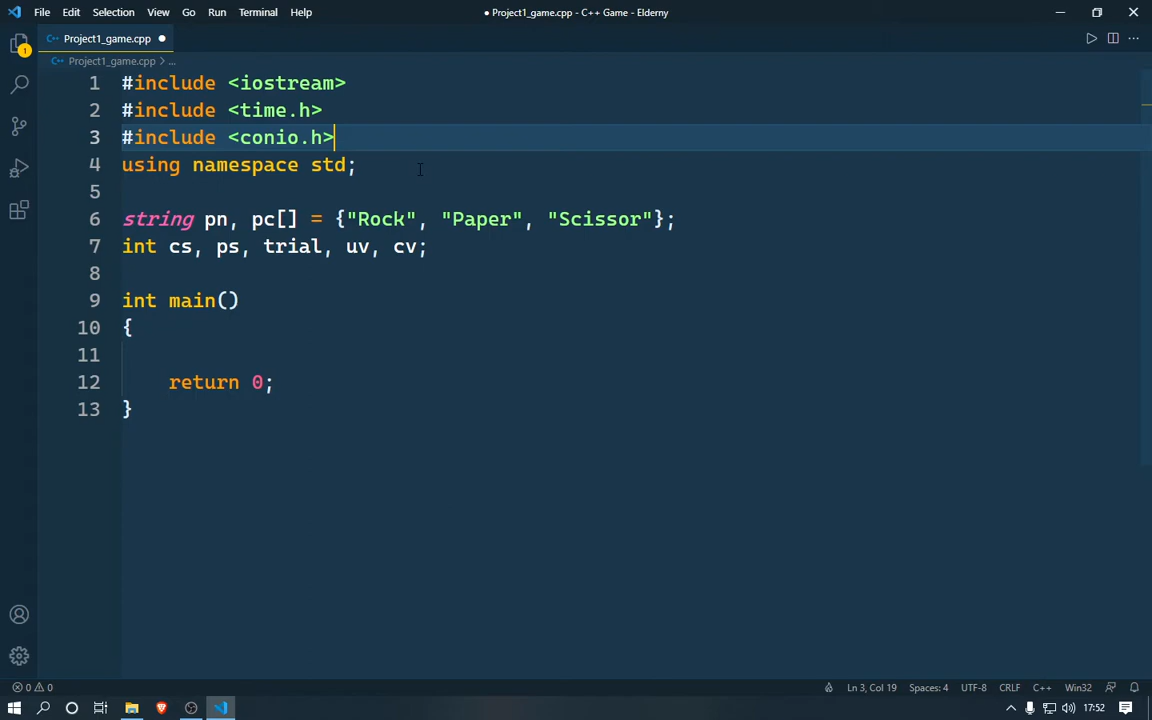 File Edit Selection View Go Run Terminal Help
● Project1_game.cpp - C++ Game - Elderny
Project1_game.cpp ●
Project1_game.cpp > ...
1
1 #include <iostream>
2 #include <time.h>
3 #include <conio.h>
4 using namespace std;
5
6 string pn, pc[] = {"Rock", "Paper", "Scissor"};
7 int cs, ps, trial, uv, cv;
8
9 int main()
10 {
11
12 return 0;
13 }
0 0 Ln 3, Col 19 Spaces: 4 UTF-8 CRLF C++ Win32
17:52